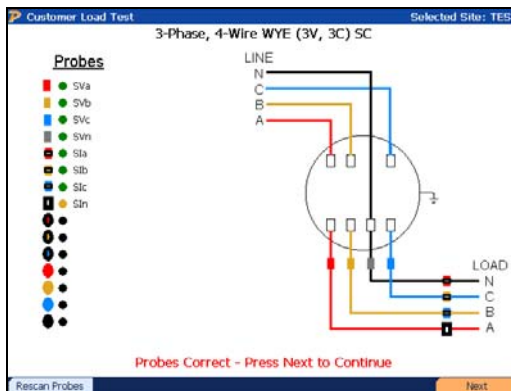 Customer Load Test
Selected Site: TES
3-Phase, 4-Wire WYE (3V, 3C) SC
Probes
SVa
SVb
SVc
SVn
SIa
SIb
SIc
SIn
LINE
N
C
B
A
LOAD
N
C
B
A
Probes Correct - Press Next to Continue
Rescan Probes
Next